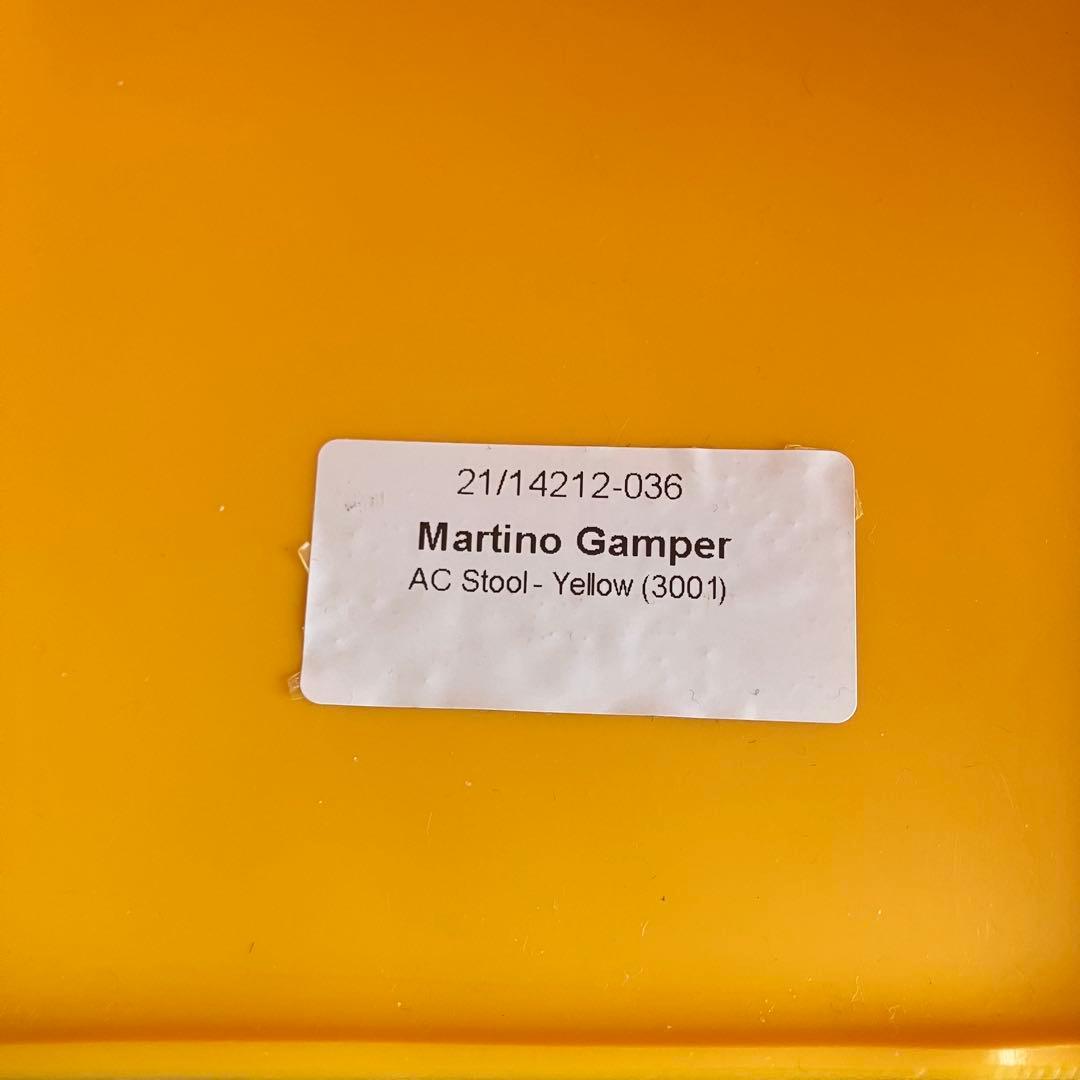 21/14212-036
Martino Gamper
AC Stool - Yellow (3001)